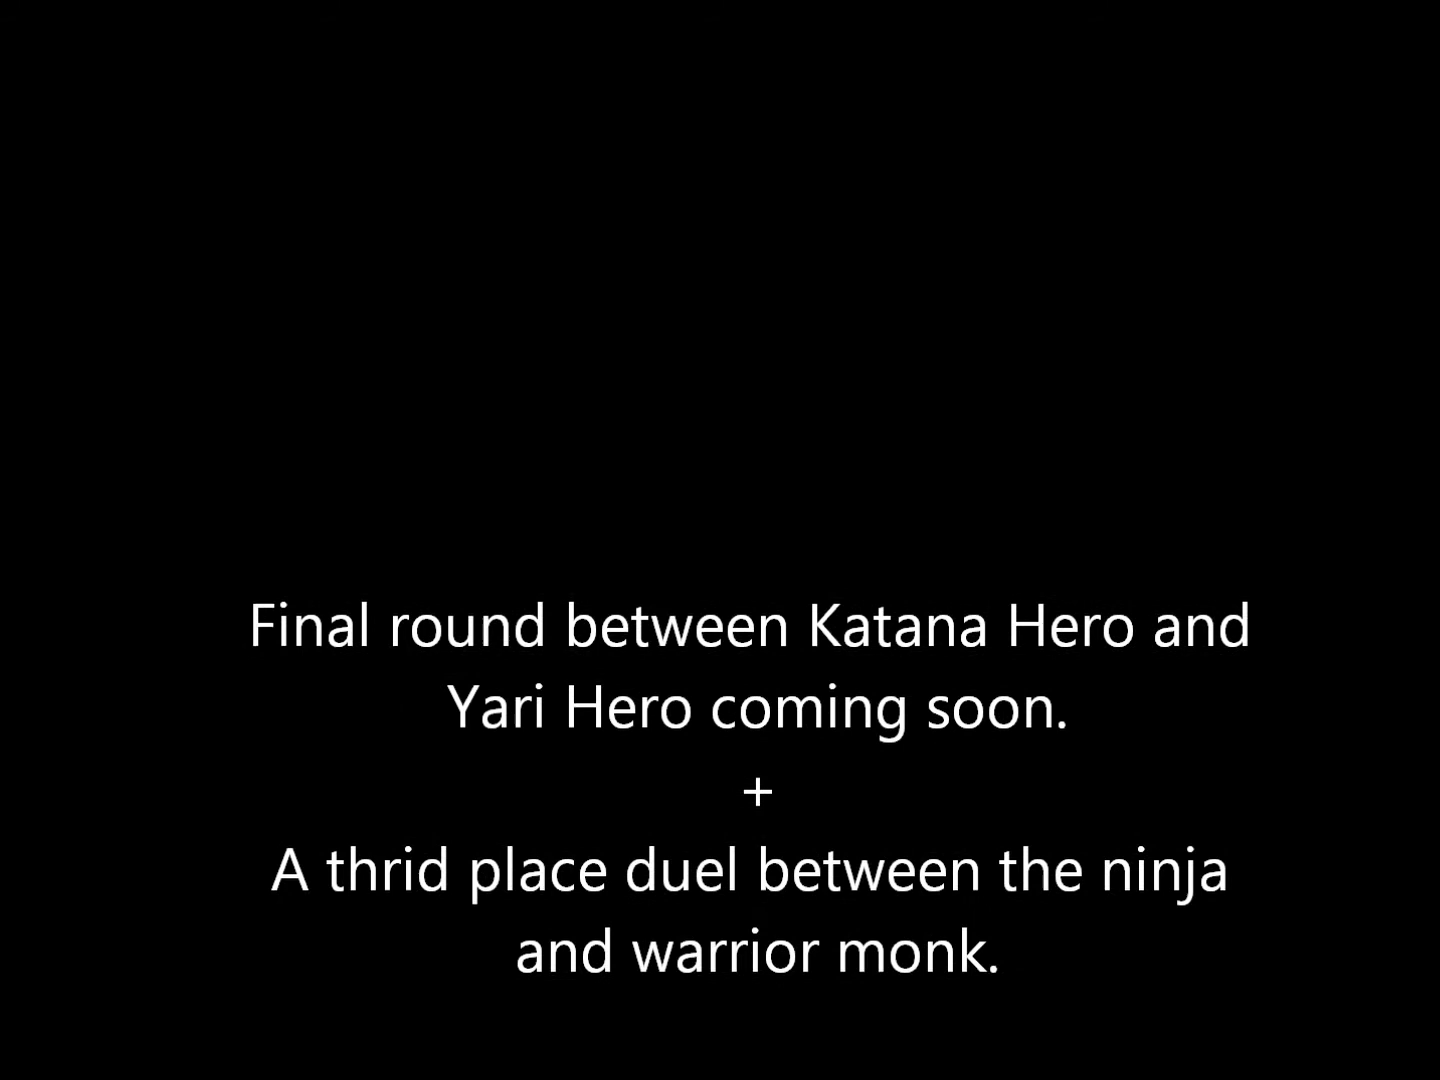 Final round between Katana Hero and
Yari Hero coming soon.
+
A thrid place duel between the ninja
and warrior monk.